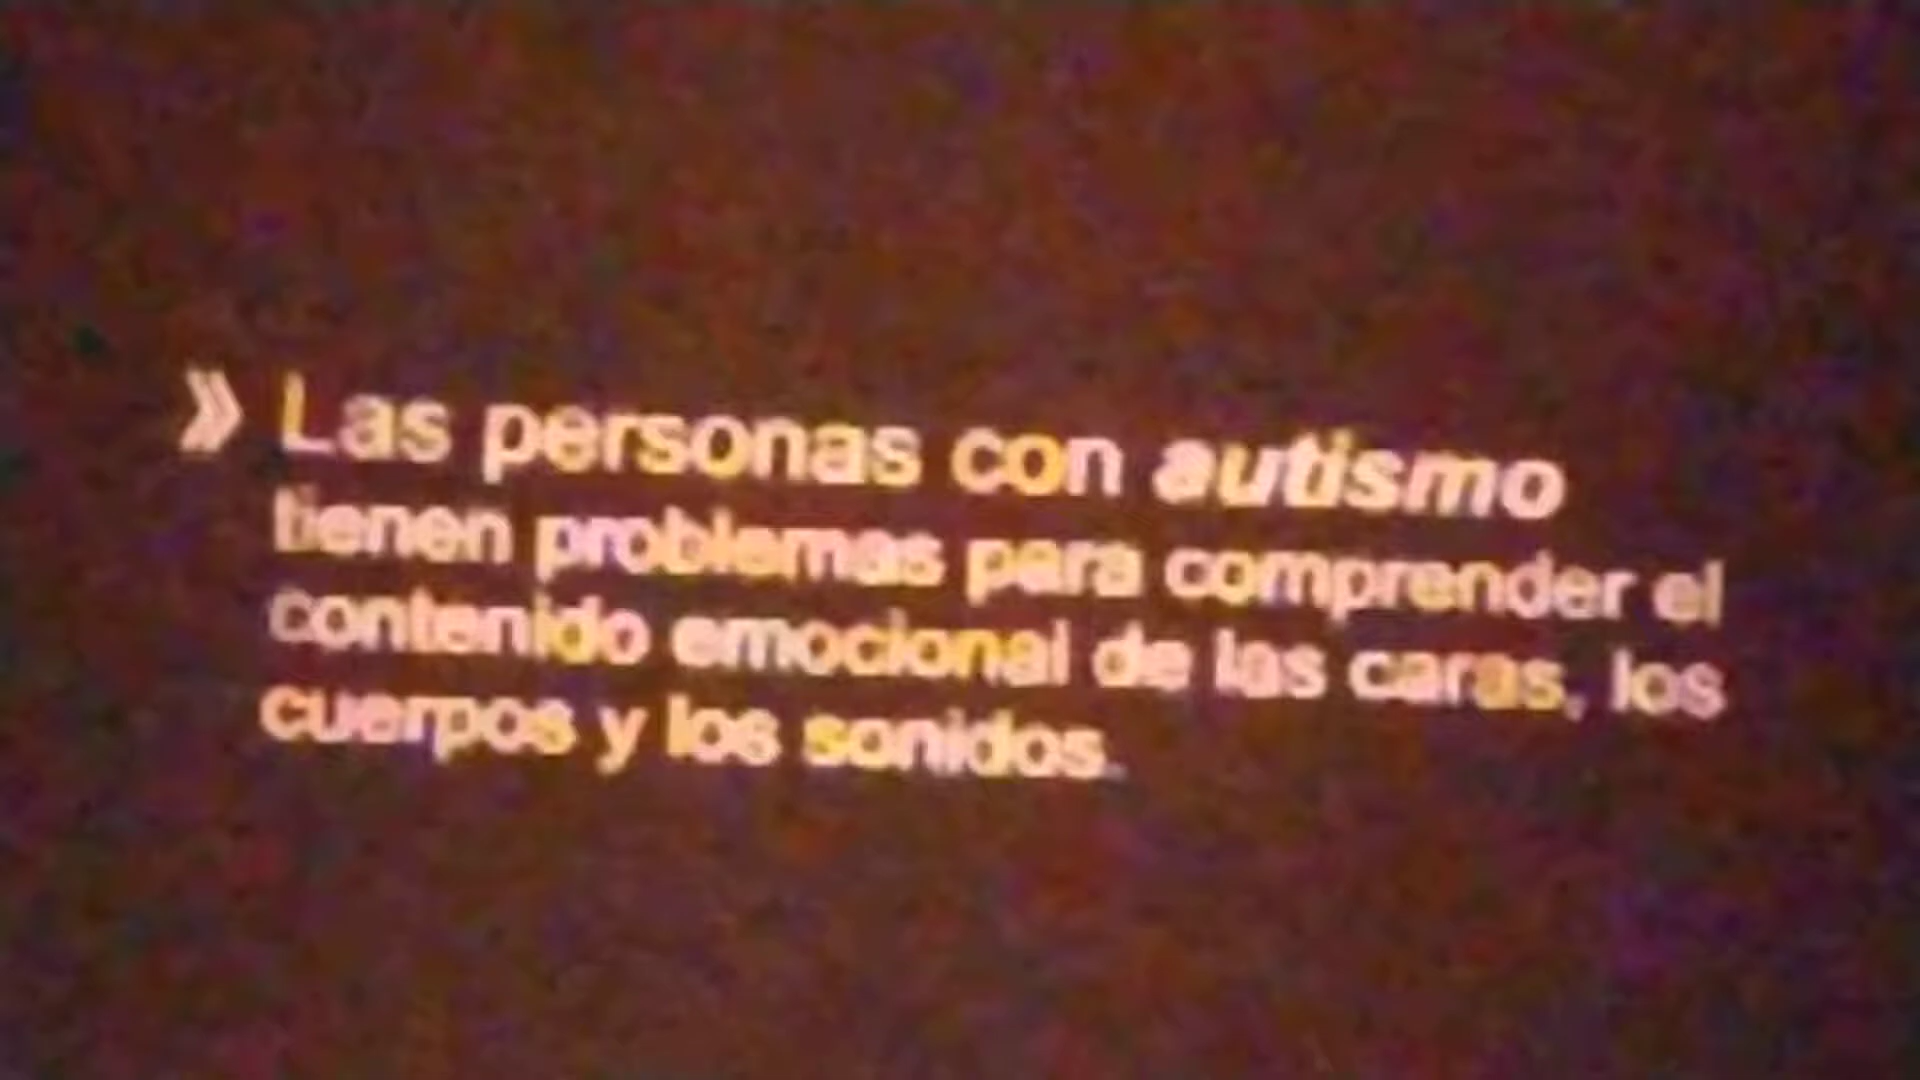 » Las personas con autismo
tienen problemas para comprender el
contenido emocional de las caras, los
cuerpos y los sonidos.